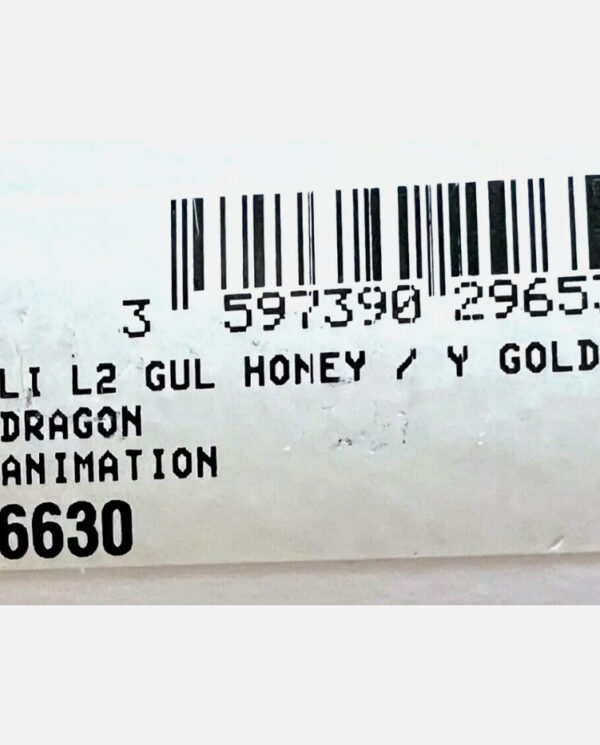 3 597390 29653
LI L2 GUL HONEY / Y GOLD
DRAGON
ANIMATION
6630